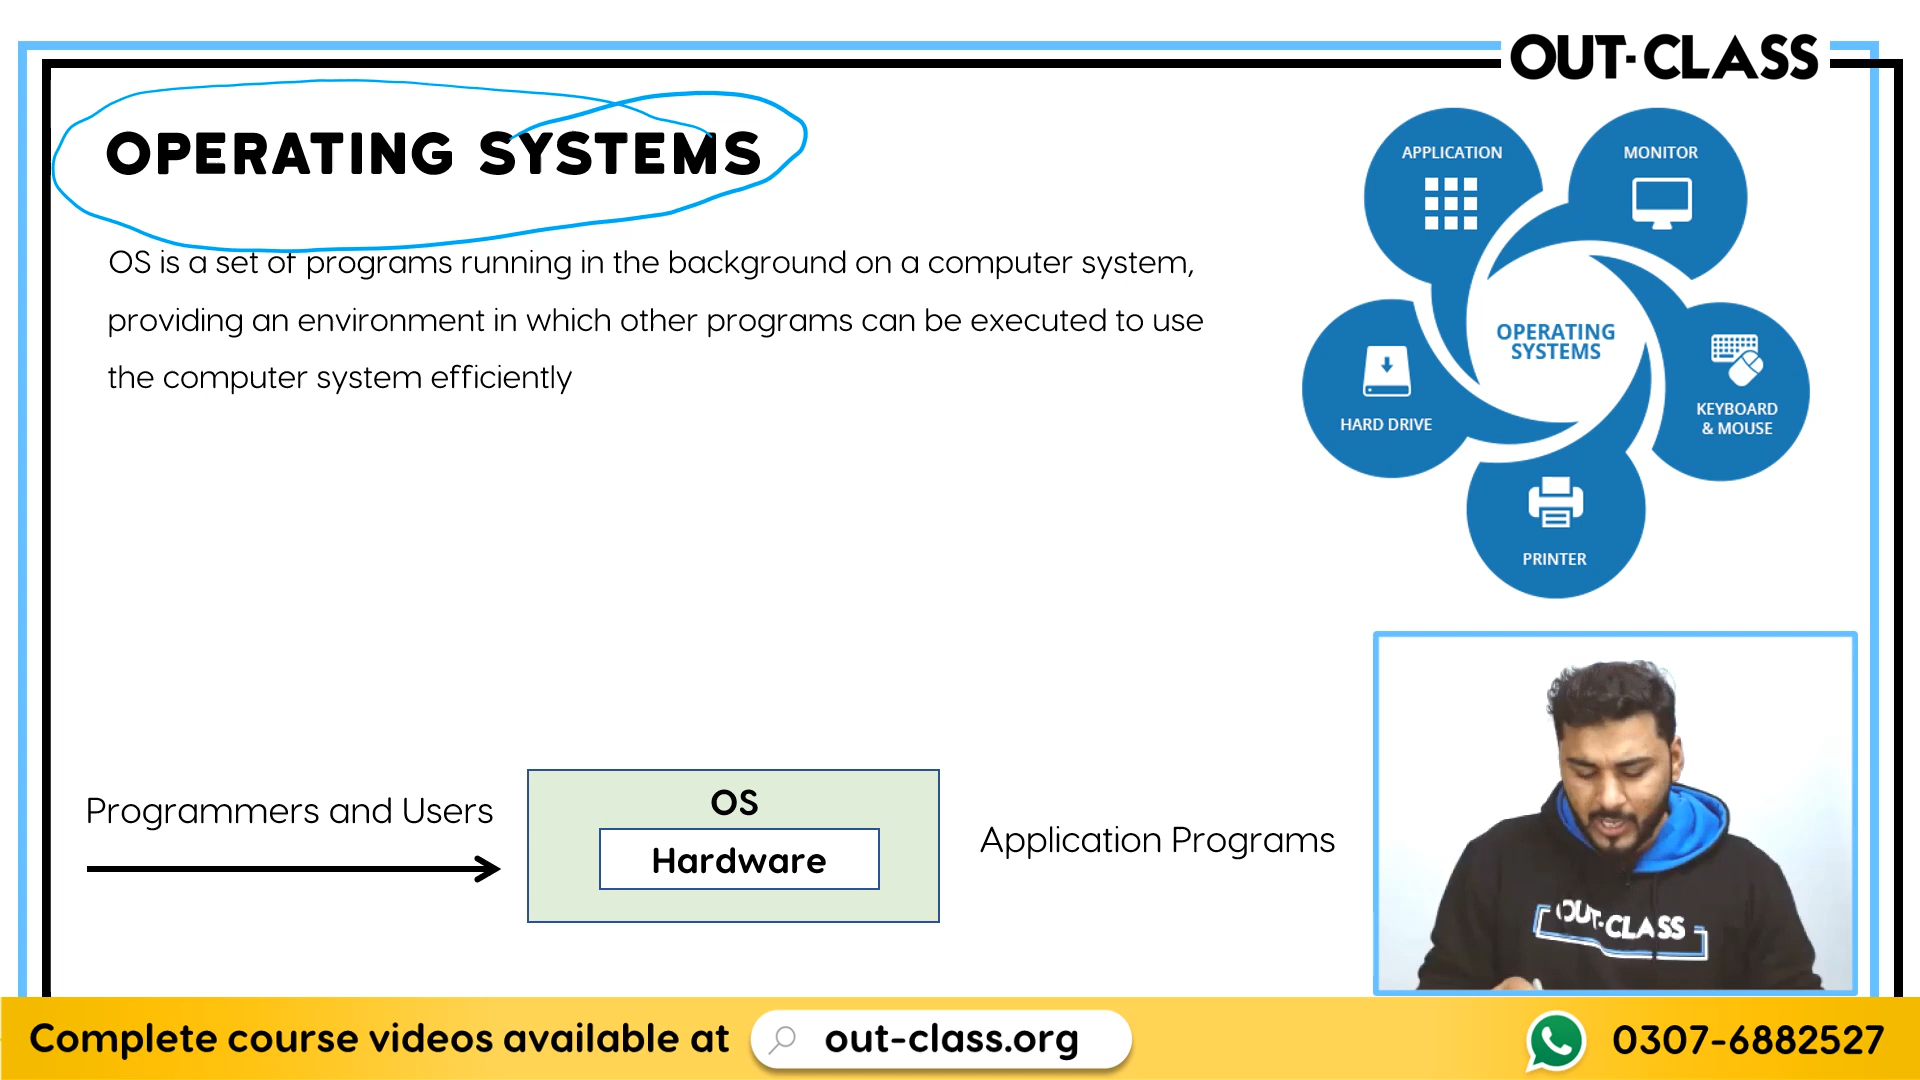 OUT-CLASS
OPERATING SYSTEMS
OS is a set of programs running in the background on a computer system,
providing an environment in which other programs can be executed to use
the computer system efficiently
APPLICATION
MONITOR
OPERATING
SYSTEMS
HARD DRIVE
KEYBOARD
& MOUSE
PRINTER
Programmers and Users
OS
Hardware
Application Programs
OUT-CLASS
Complete course videos available at
out-class.org
0307-6882527